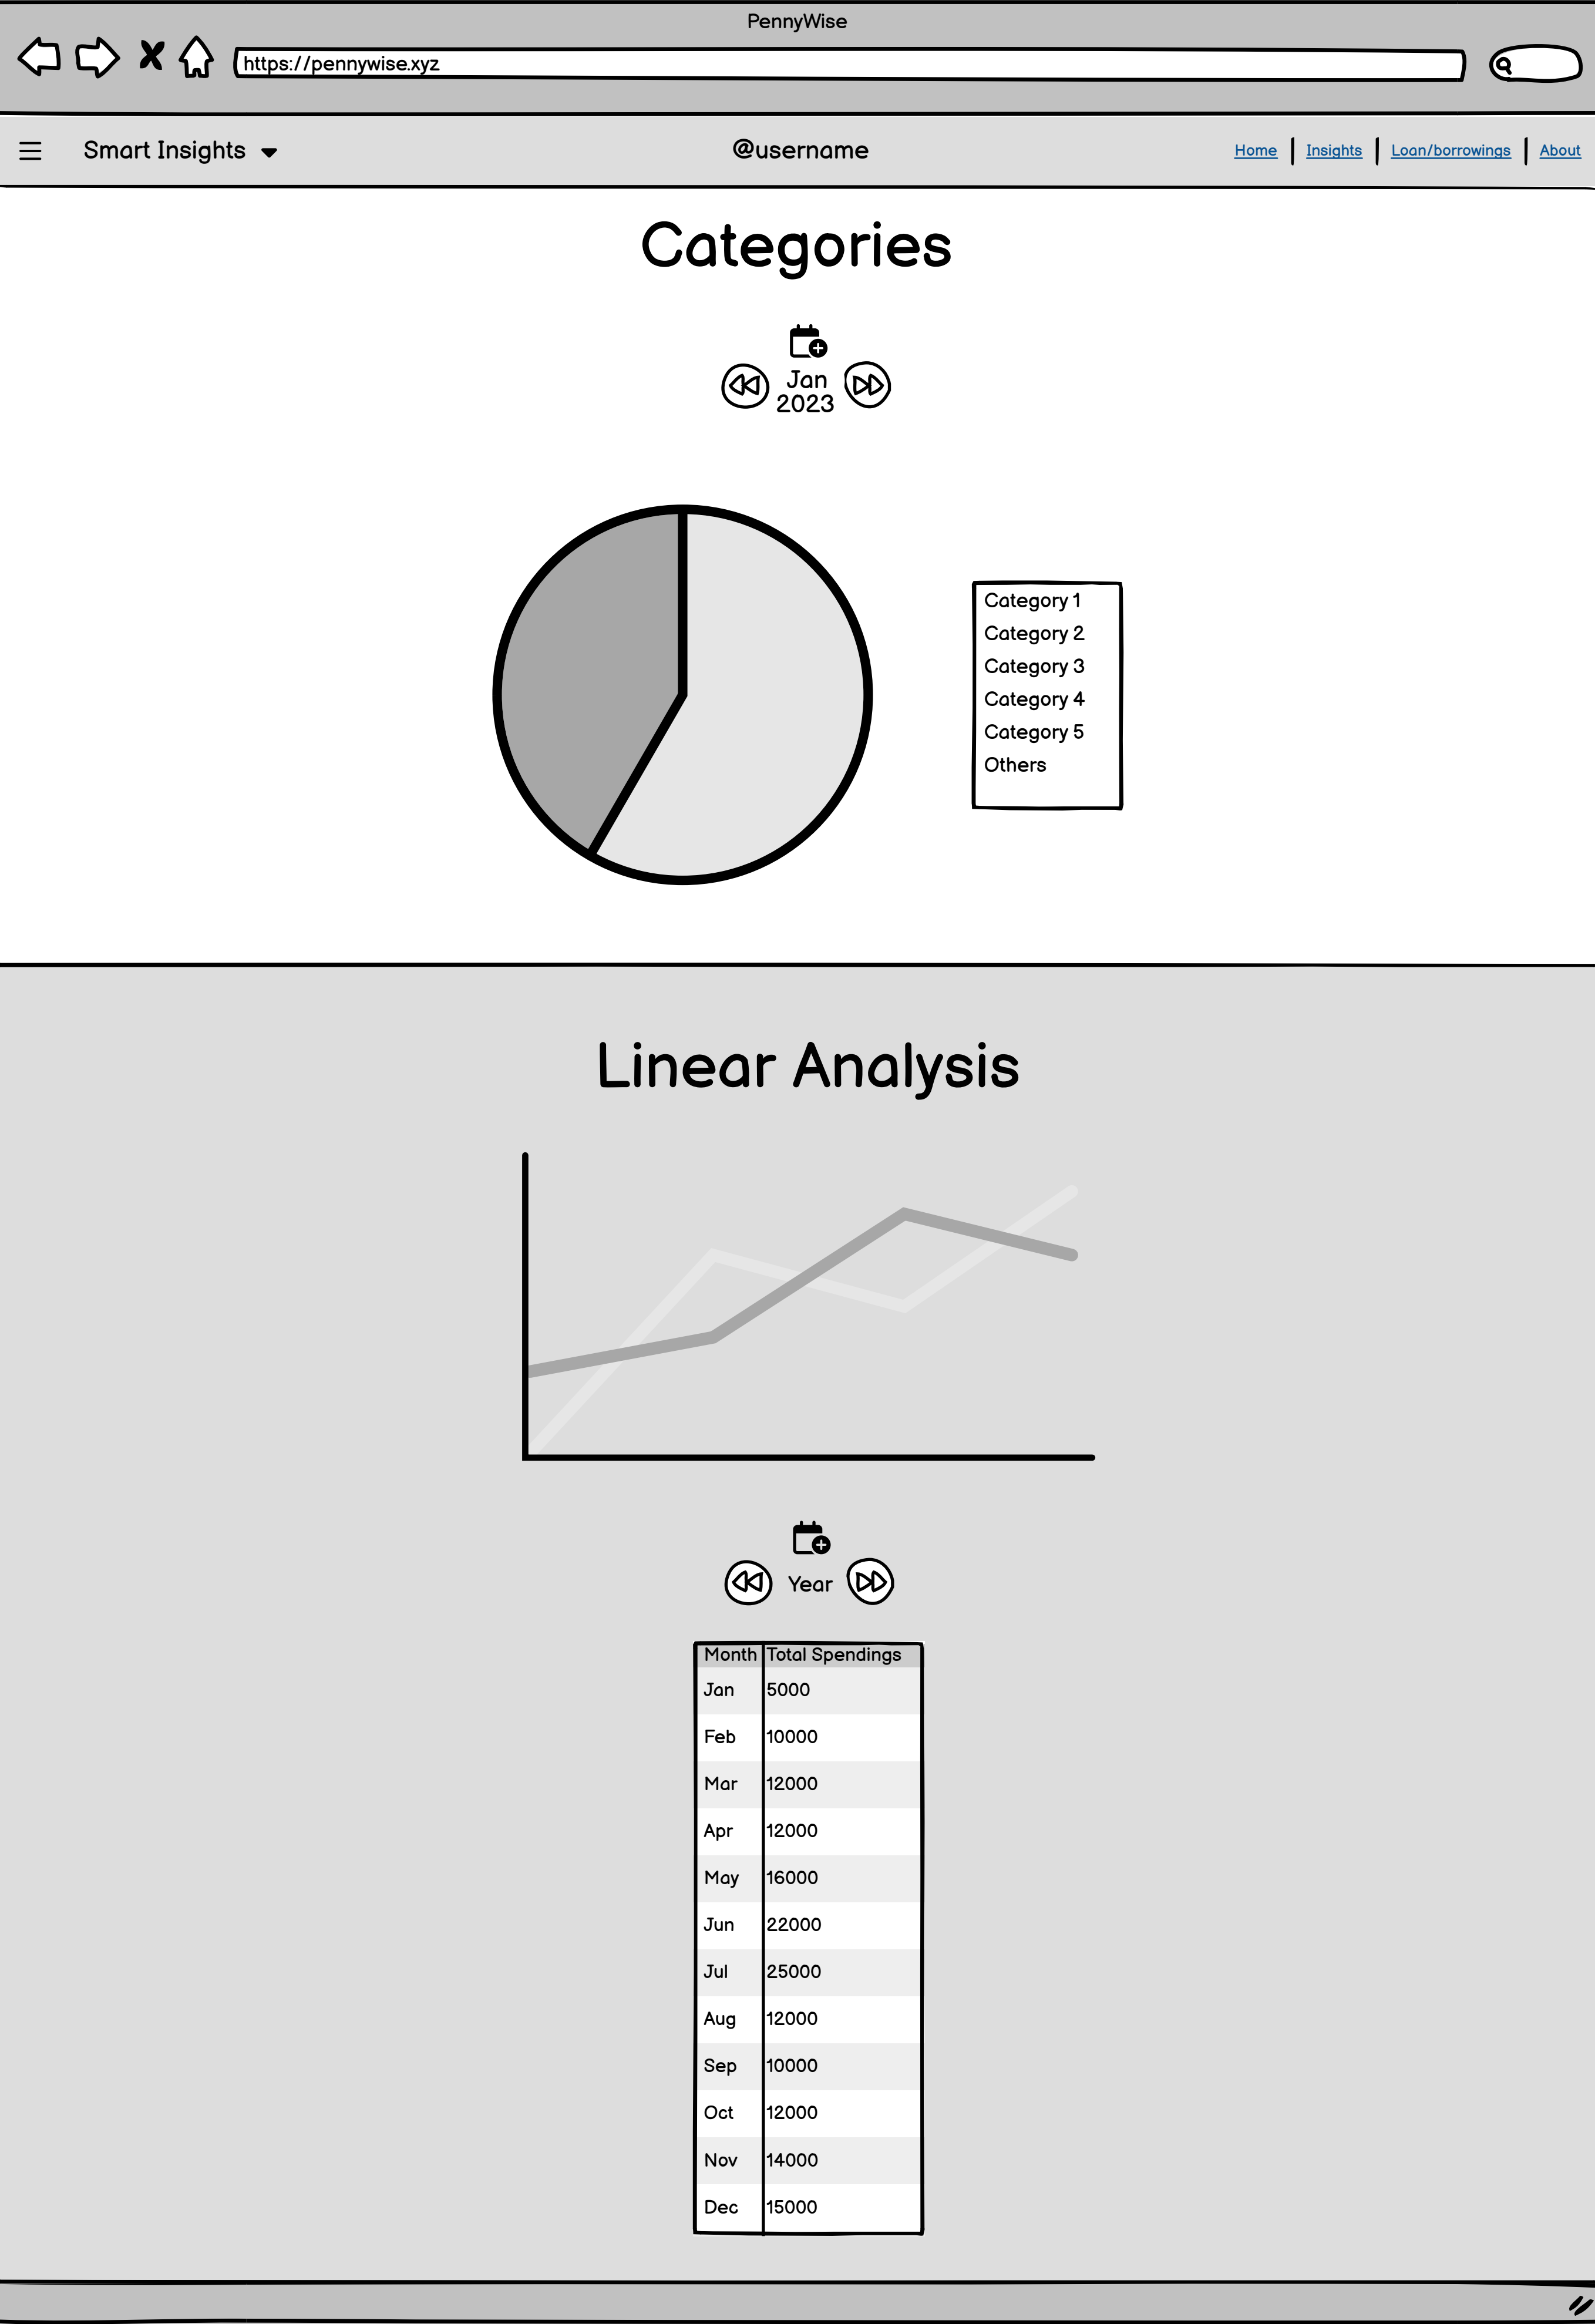 PennyWise
https://pennywise.xyz
Smart Insights
@username
Home
Insights
Loan/borrowings
About
Categories
Jan
2023
Category 1
Category 2
Category 3
Category 4
Category 5
Others
Linear Analysis
Year
Month Total Spendings
Jan 5000
Feb 10000
Mar 12000
Apr 12000
May 16000
Jun 22000
Jul 25000
Aug 12000
Sep 10000
Oct 12000
Nov 14000
Dec 15000